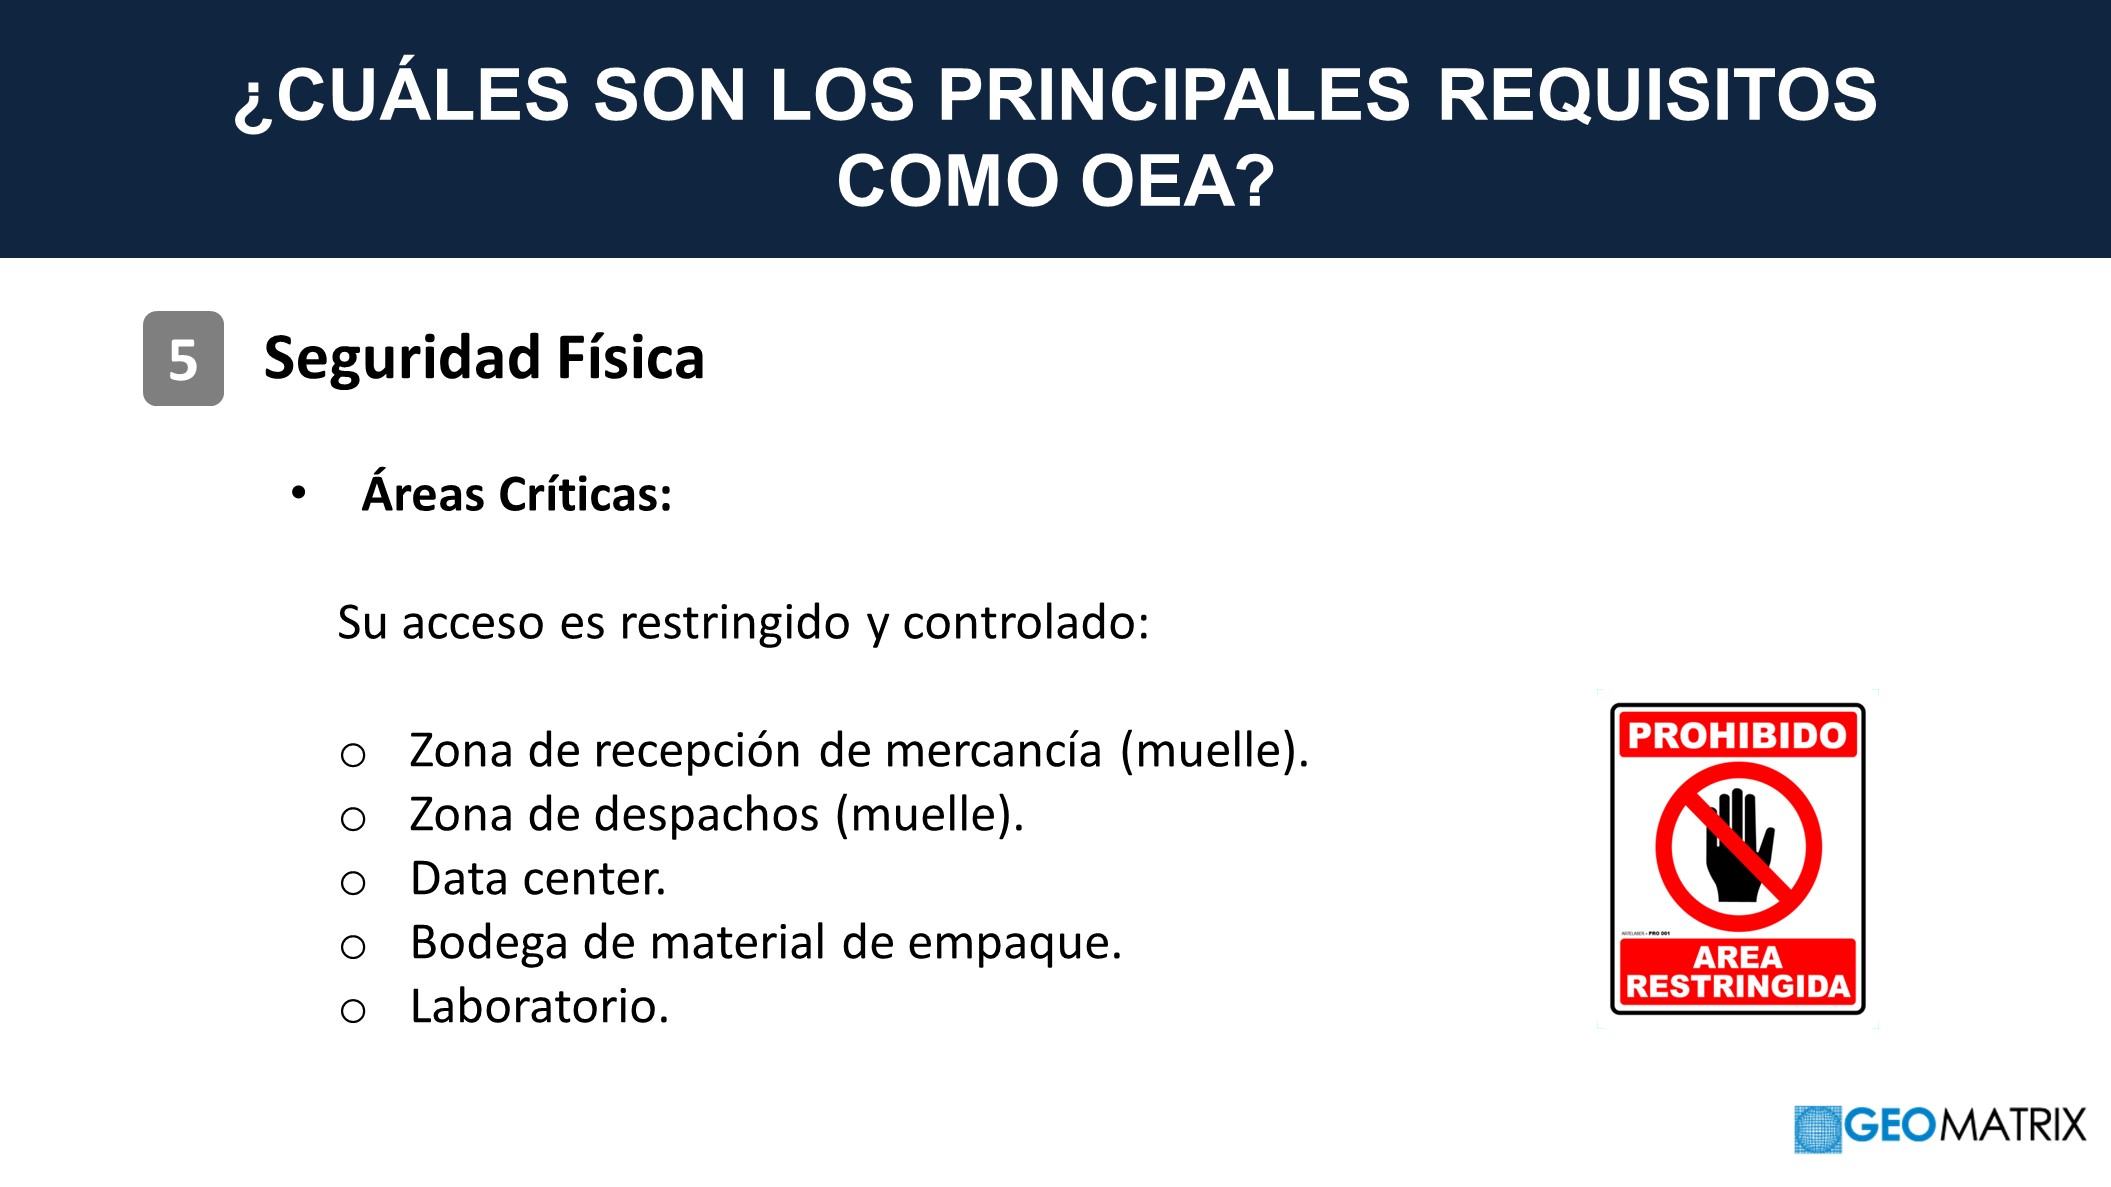 ¿CUÁLES SON LOS PRINCIPALES REQUISITOS
COMO OEA?
5 Seguridad Física
• Áreas Críticas:
Su acceso es restringido y controlado:
o Zona de recepción de mercancía (muelle).
o Zona de despachos (muelle).
o Data center.
o Bodega de material de empaque.
o Laboratorio.
PROHIBIDO
PRO 001
AREA
RESTRINGIDA
GEOMATRIX